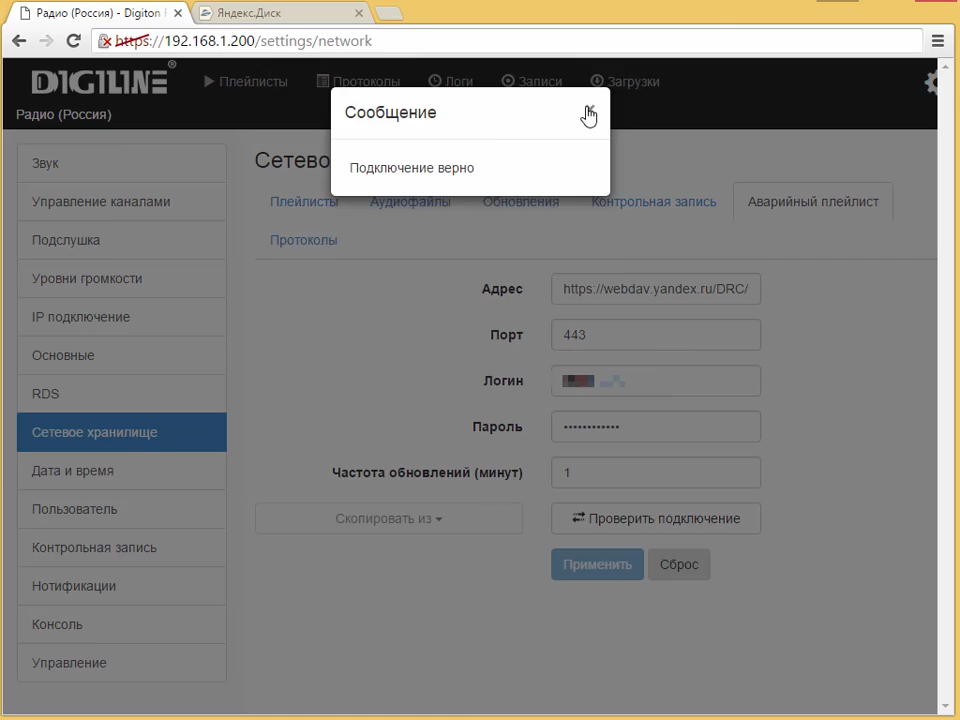 Радио (Россия) - Digiton
Яндекс.Диск
https://192.168.1.200/settings/network
DIGILINE®
Плейлисты
Протоколы
Логи
Записи
Загрузки
Радио (Россия)
Сообщение
Подключение верно
Звук
Управление каналами
Подслушка
Уровни громкости
IP подключение
Основные
RDS
Сетевое хранилище
Дата и время
Пользователь
Контрольная запись
Нотификации
Консоль
Управление
Сетево
Плейлисты
Аудиофайлы
Обновления
Контрольная запись
Аварийный плейлист
Протоколы
Адрес
https://webdav.yandex.ru/DRC/
Порт
443
Логин
Пароль
••••••••••••
Частота обновлений (минут)
1
Скопировать из
Проверить подключение
Применить
Сброс